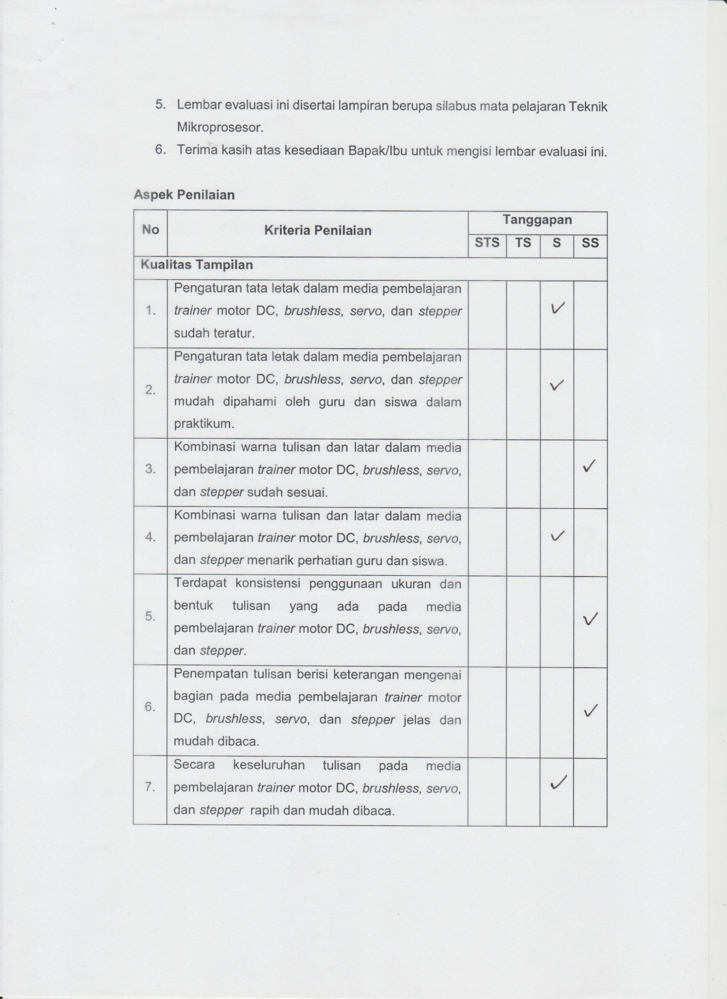 5. Lembar evaluasi ini disertai lampiran berupa silabus mata pelajaran Teknik
Mikroprosesor.
6. Terima kasih atas kesediaan Bapak/Ibu untuk mengisi lembar evaluasi ini.
Aspek Penilaian
No Kriteria Penilaian Tanggapan
STS TS S SS
Kualitas Tampilan
Pengaturan tata letak dalam media pembelajaran
1. trainer motor DC, brushless, servo, dan stepper ✓
sudah teratur.
Pengaturan tata letak dalam media pembelajaran
trainer motor DC, brushless, servo, dan stepper ✓
2. mudah dipahami oleh guru dan siswa dalam
praktikum.
Kombinasi warna tulisan dan latar dalam media
3. pembelajaran trainer motor DC, brushless, servo, ✓
dan stepper sudah sesuai.
Kombinasi warna tulisan dan latar dalam media
4. pembelajaran trainer motor DC, brushless, servo, ✓
dan stepper menarik perhatian guru dan siswa.
Terdapat konsistensi penggunaan ukuran dan
bentuk tulisan yang ada pada media
5. pembelajaran trainer motor DC, brushless, servo, ✓
dan stepper.
Penempatan tulisan berisi keterangan mengenai
bagian pada media pembelajaran trainer motor
6. DC, brushless, servo, dan stepper jelas dan ✓
mudah dibaca.
Secara keseluruhan tulisan pada media
7. pembelajaran trainer motor DC, brushless, servo, ✓
dan stepper rapih dan mudah dibaca.